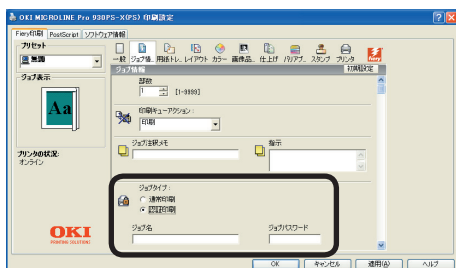 OKI MICROLINE Pro 930PS-X(PS) 印刷設定
Fiery印刷 PostScript ソフトウェア情報
プリセット
無題
一般 ジョブ情.. 用紙トレ.. レイアウト カラー 画像品.. 仕上げ バリアブ.. スタンプ プリンタ Fiery
ジョブ情報 初期設定
ジョブ表示
Aa
部数
1 [1-9999]
印刷キューアクション:
印刷
ジョブ注釈メモ 指示
プリンタの状況:
オンライン
ジョブタイプ:
通常印刷
認証印刷
ジョブ名 ジョブパスワード
OKI
PRINTING SOLUTIONS
OK キャンセル 適用(A) ヘルプ